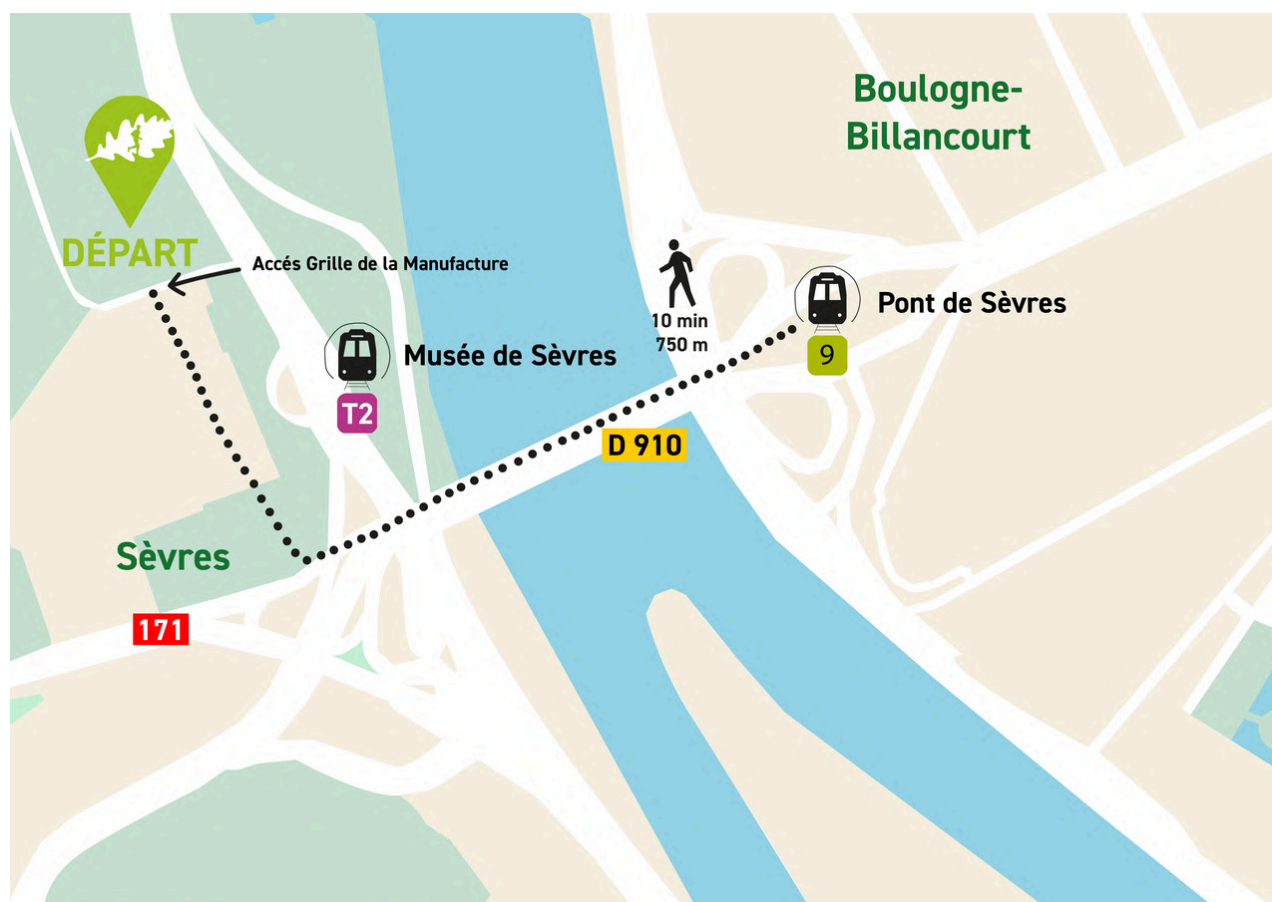 Boulogne-
Billancourt
DÉPART
Accés Grille de la Manufacture
10 min
750 m
Pont de Sèvres
9
Musée de Sèvres
T2
D 910
Sèvres
171